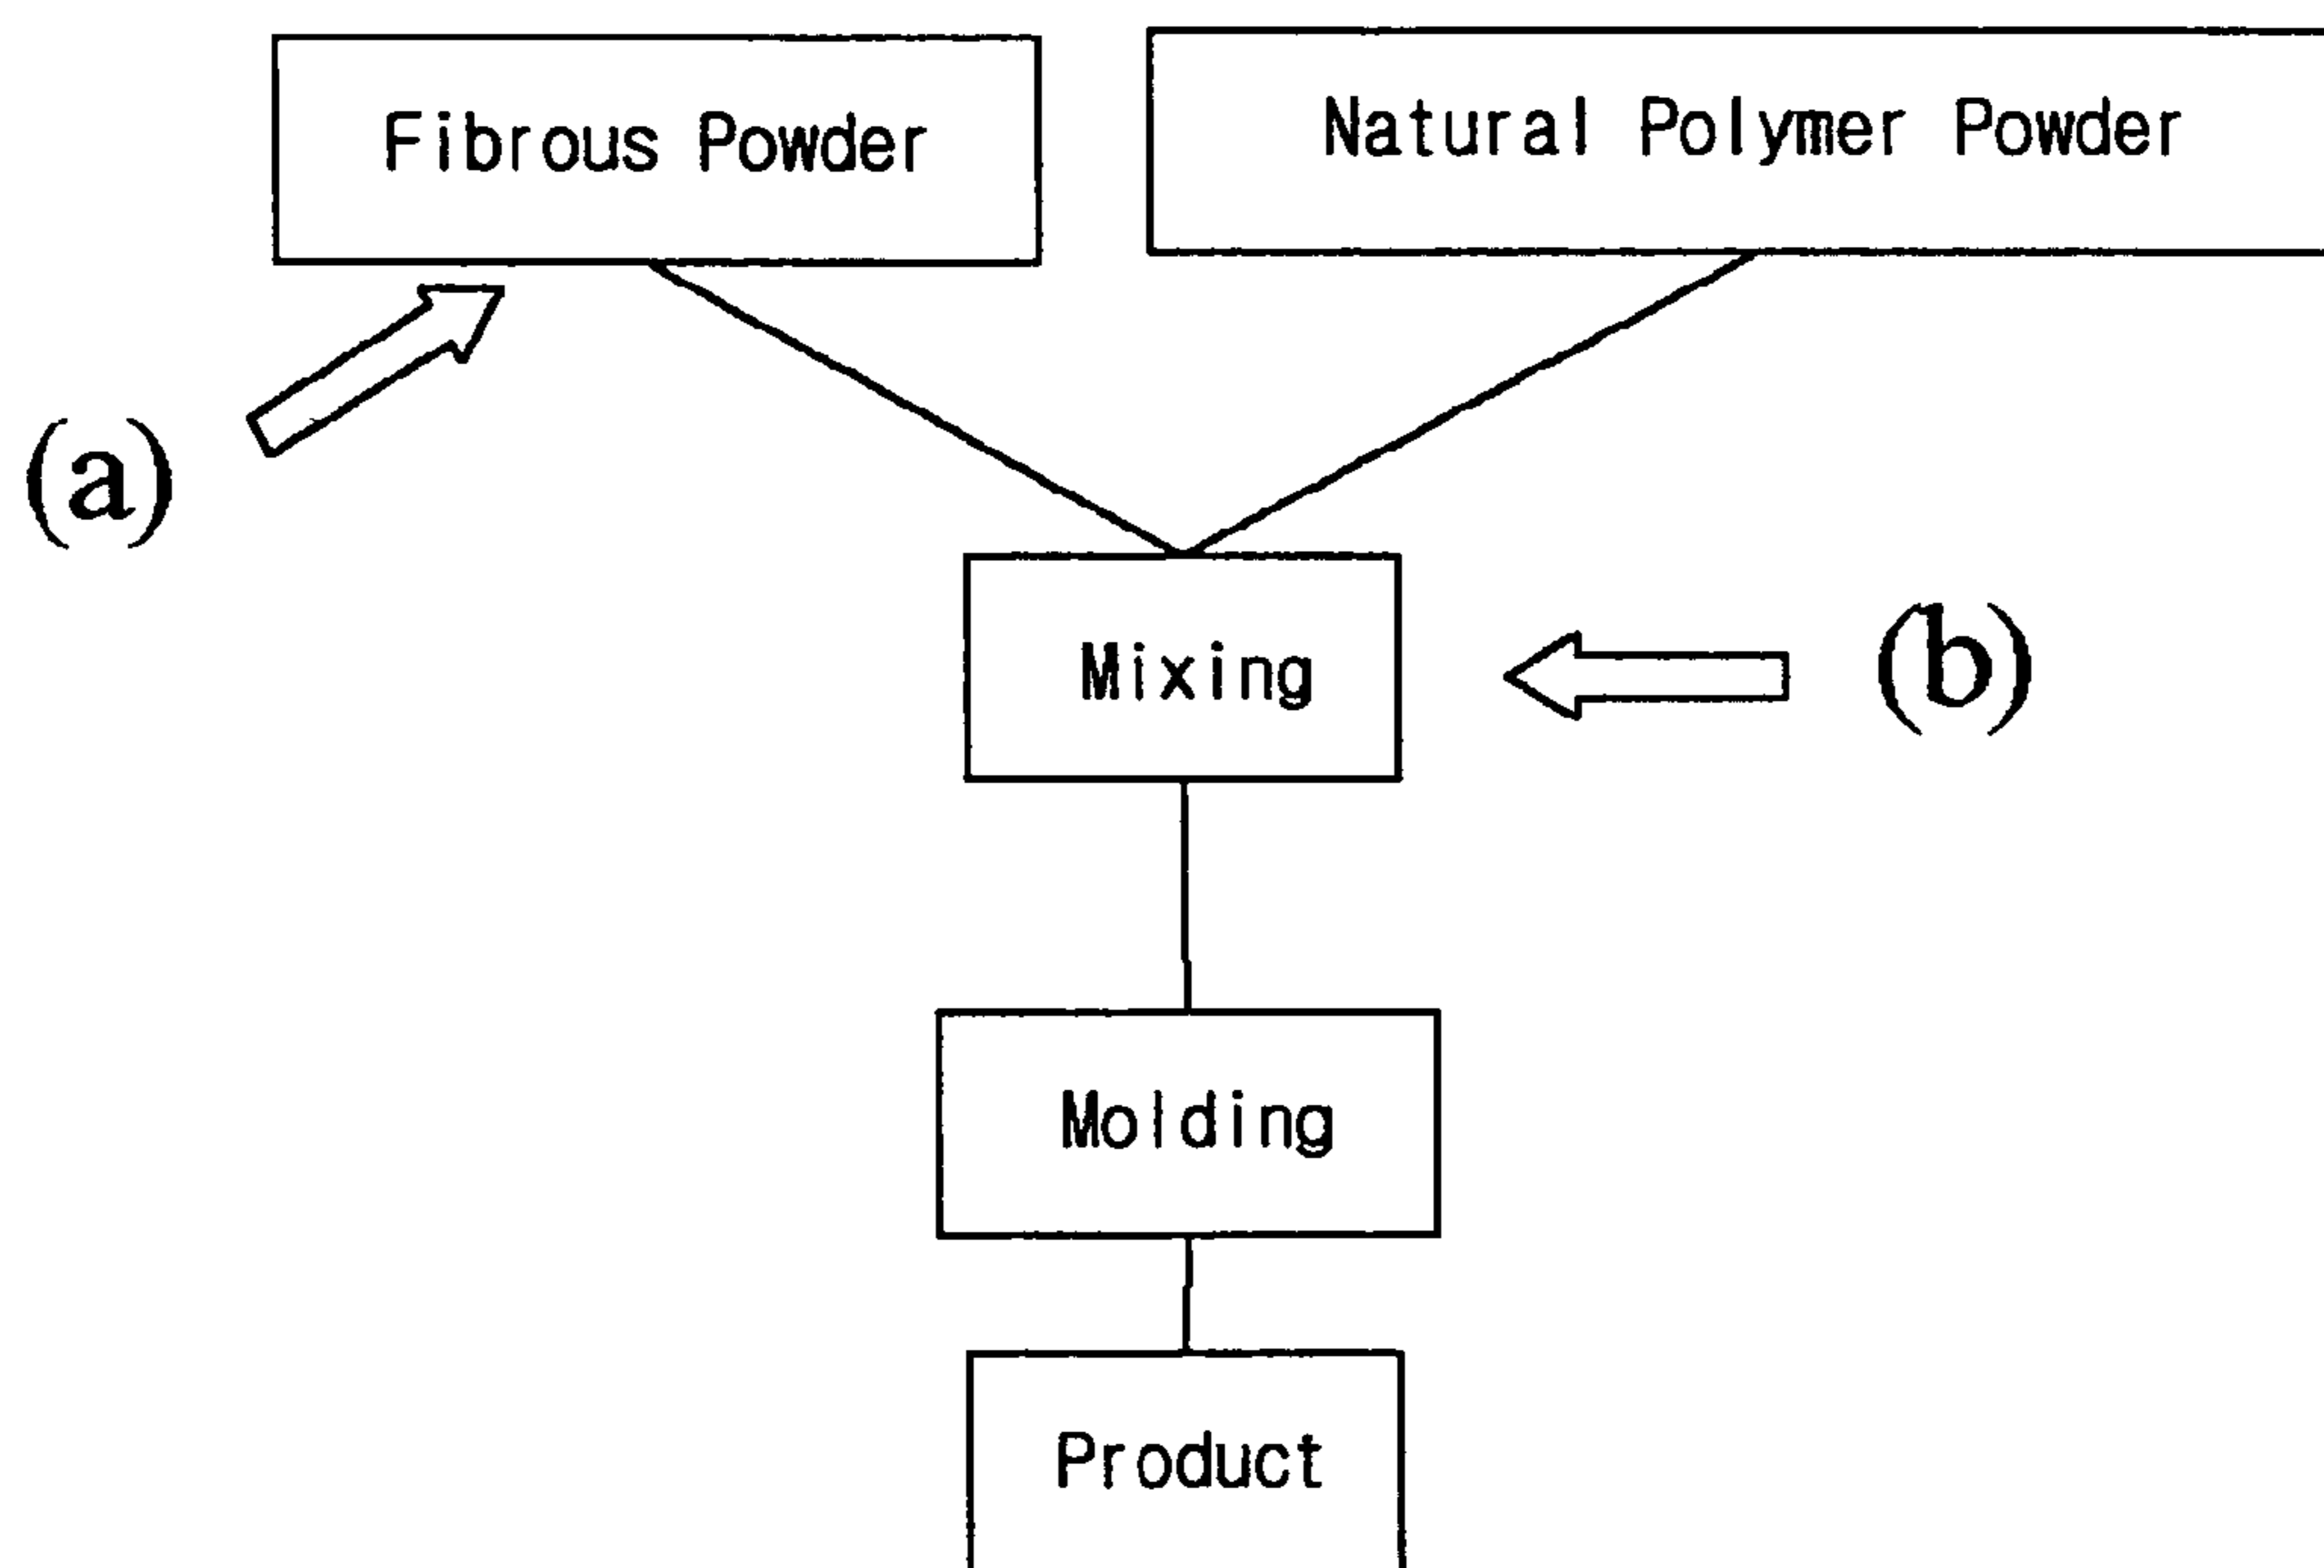 Fibrous Powder
Natural Polymer Powder
(a)
Mixing
(b)
Molding
Product